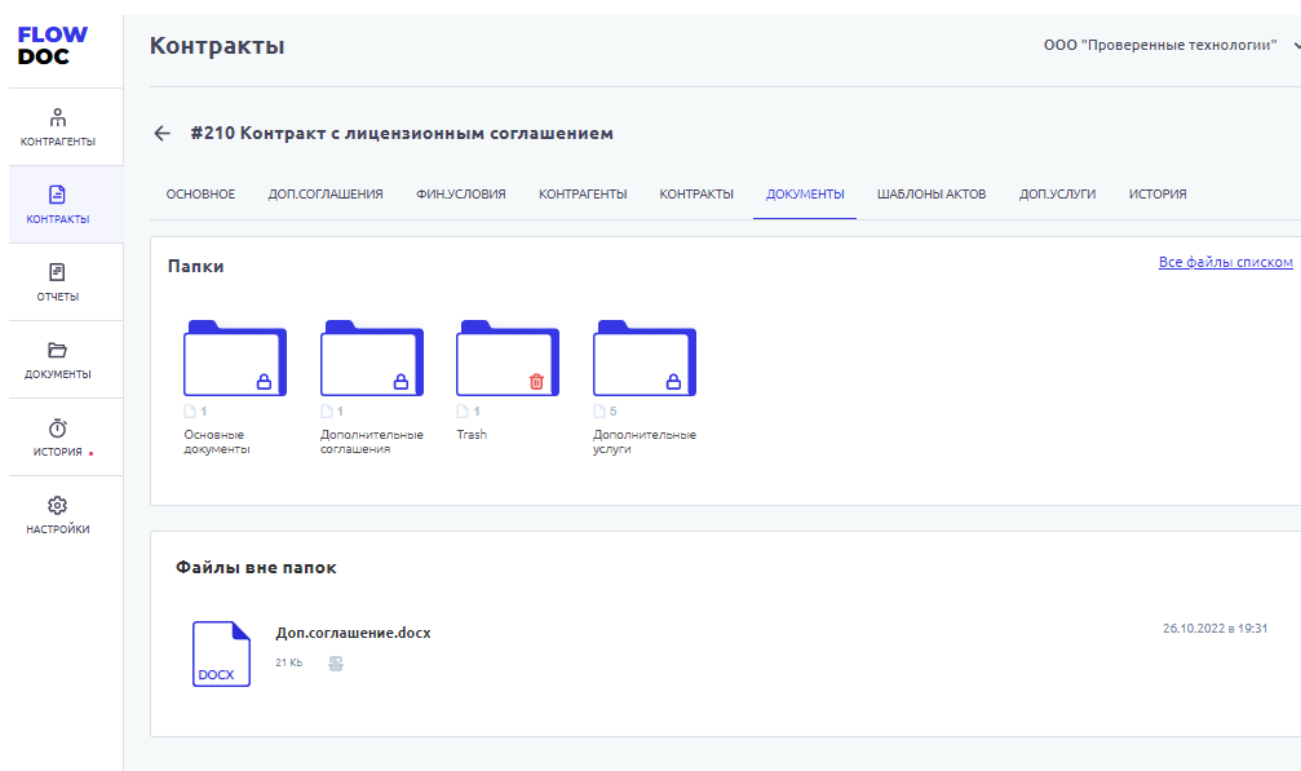 FLOW
DOC
Контракты
ООО "Проверенные технологии"
КОНТРАГЕНТЫ
КОНТРАКТЫ
ОТЧЕТЫ
ДОКУМЕНТЫ
ИСТОРИЯ
НАСТРОЙКИ
← #210 Контракт с лицензионным соглашением
ОСНОВНОЕ ДОП.СОГЛАШЕНИЯ ФИН.УСЛОВИЯ КОНТРАГЕНТЫ КОНТРАКТЫ ДОКУМЕНТЫ ШАБЛОНЫ АКТОВ ДОП.УСЛУГИ ИСТОРИЯ
Папки
Все файлы списком
1
Основные
документы
1
Дополнительные
соглашения
1
Trash
5
Дополнительные
услуги
Файлы вне папок
DOCX
Доп.соглашение.docx
21 Kb
26.10.2022 в 19:31